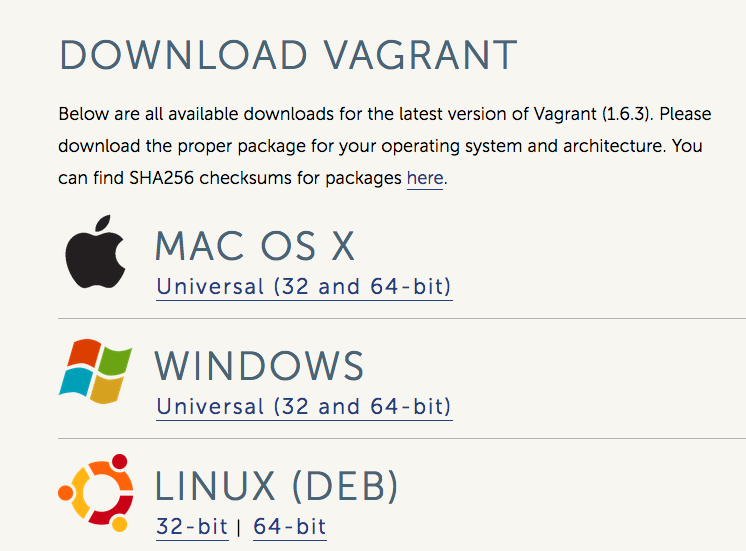 DOWNLOAD VAGRANT
Below are all available downloads for the latest version of Vagrant (1.6.3). Please
download the proper package for your operating system and architecture. You
can find SHA256 checksums for packages here.
MAC OS X
Universal (32 and 64-bit)
WINDOWS
Universal (32 and 64-bit)
LINUX (DEB)
32-bit | 64-bit